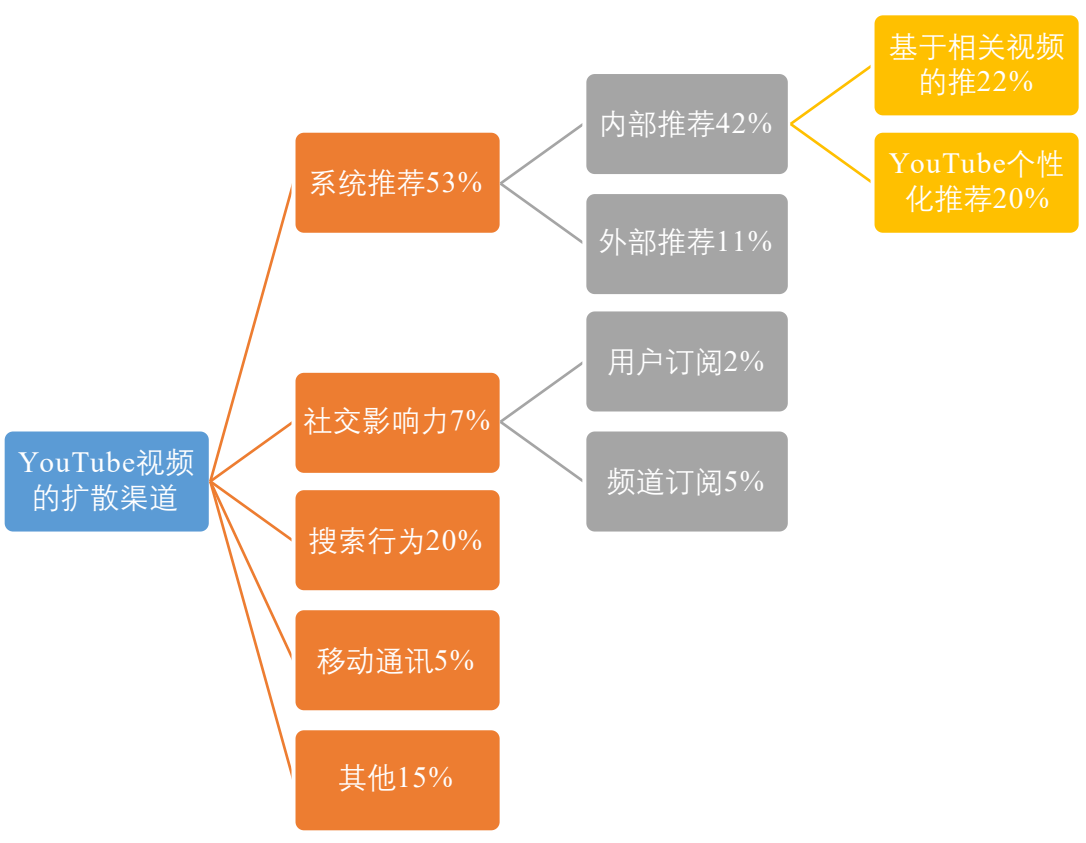 YouTube视频
的扩散渠道
系统推荐53%
内部推荐42%
基于相关视频
的推22%
YouTube个性
化推荐20%
外部推荐11%
社交影响力7%
用户订阅2%
频道订阅5%
搜索行为20%
移动通讯5%
其他15%